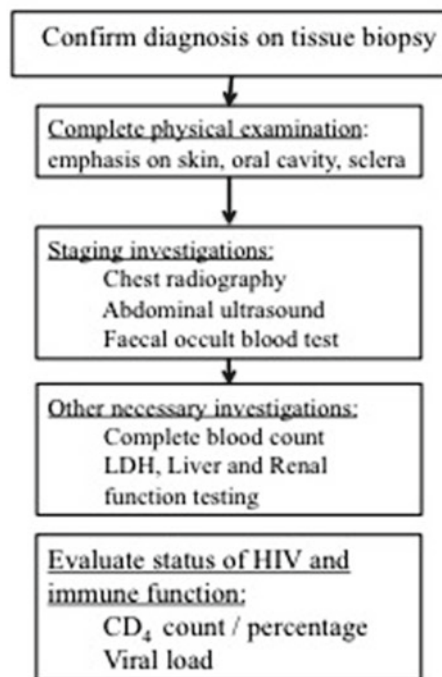 Confirm diagnosis on tissue biopsy
Complete physical examination:
emphasis on skin, oral cavity, sclera
Staging investigations:
Chest radiography
Abdominal ultrasound
Faecal occult blood test
Other necessary investigations:
Complete blood count
LDH, Liver and Renal
function testing
Evaluate status of HIV and
immune function:
CD₄ count / percentage
Viral load